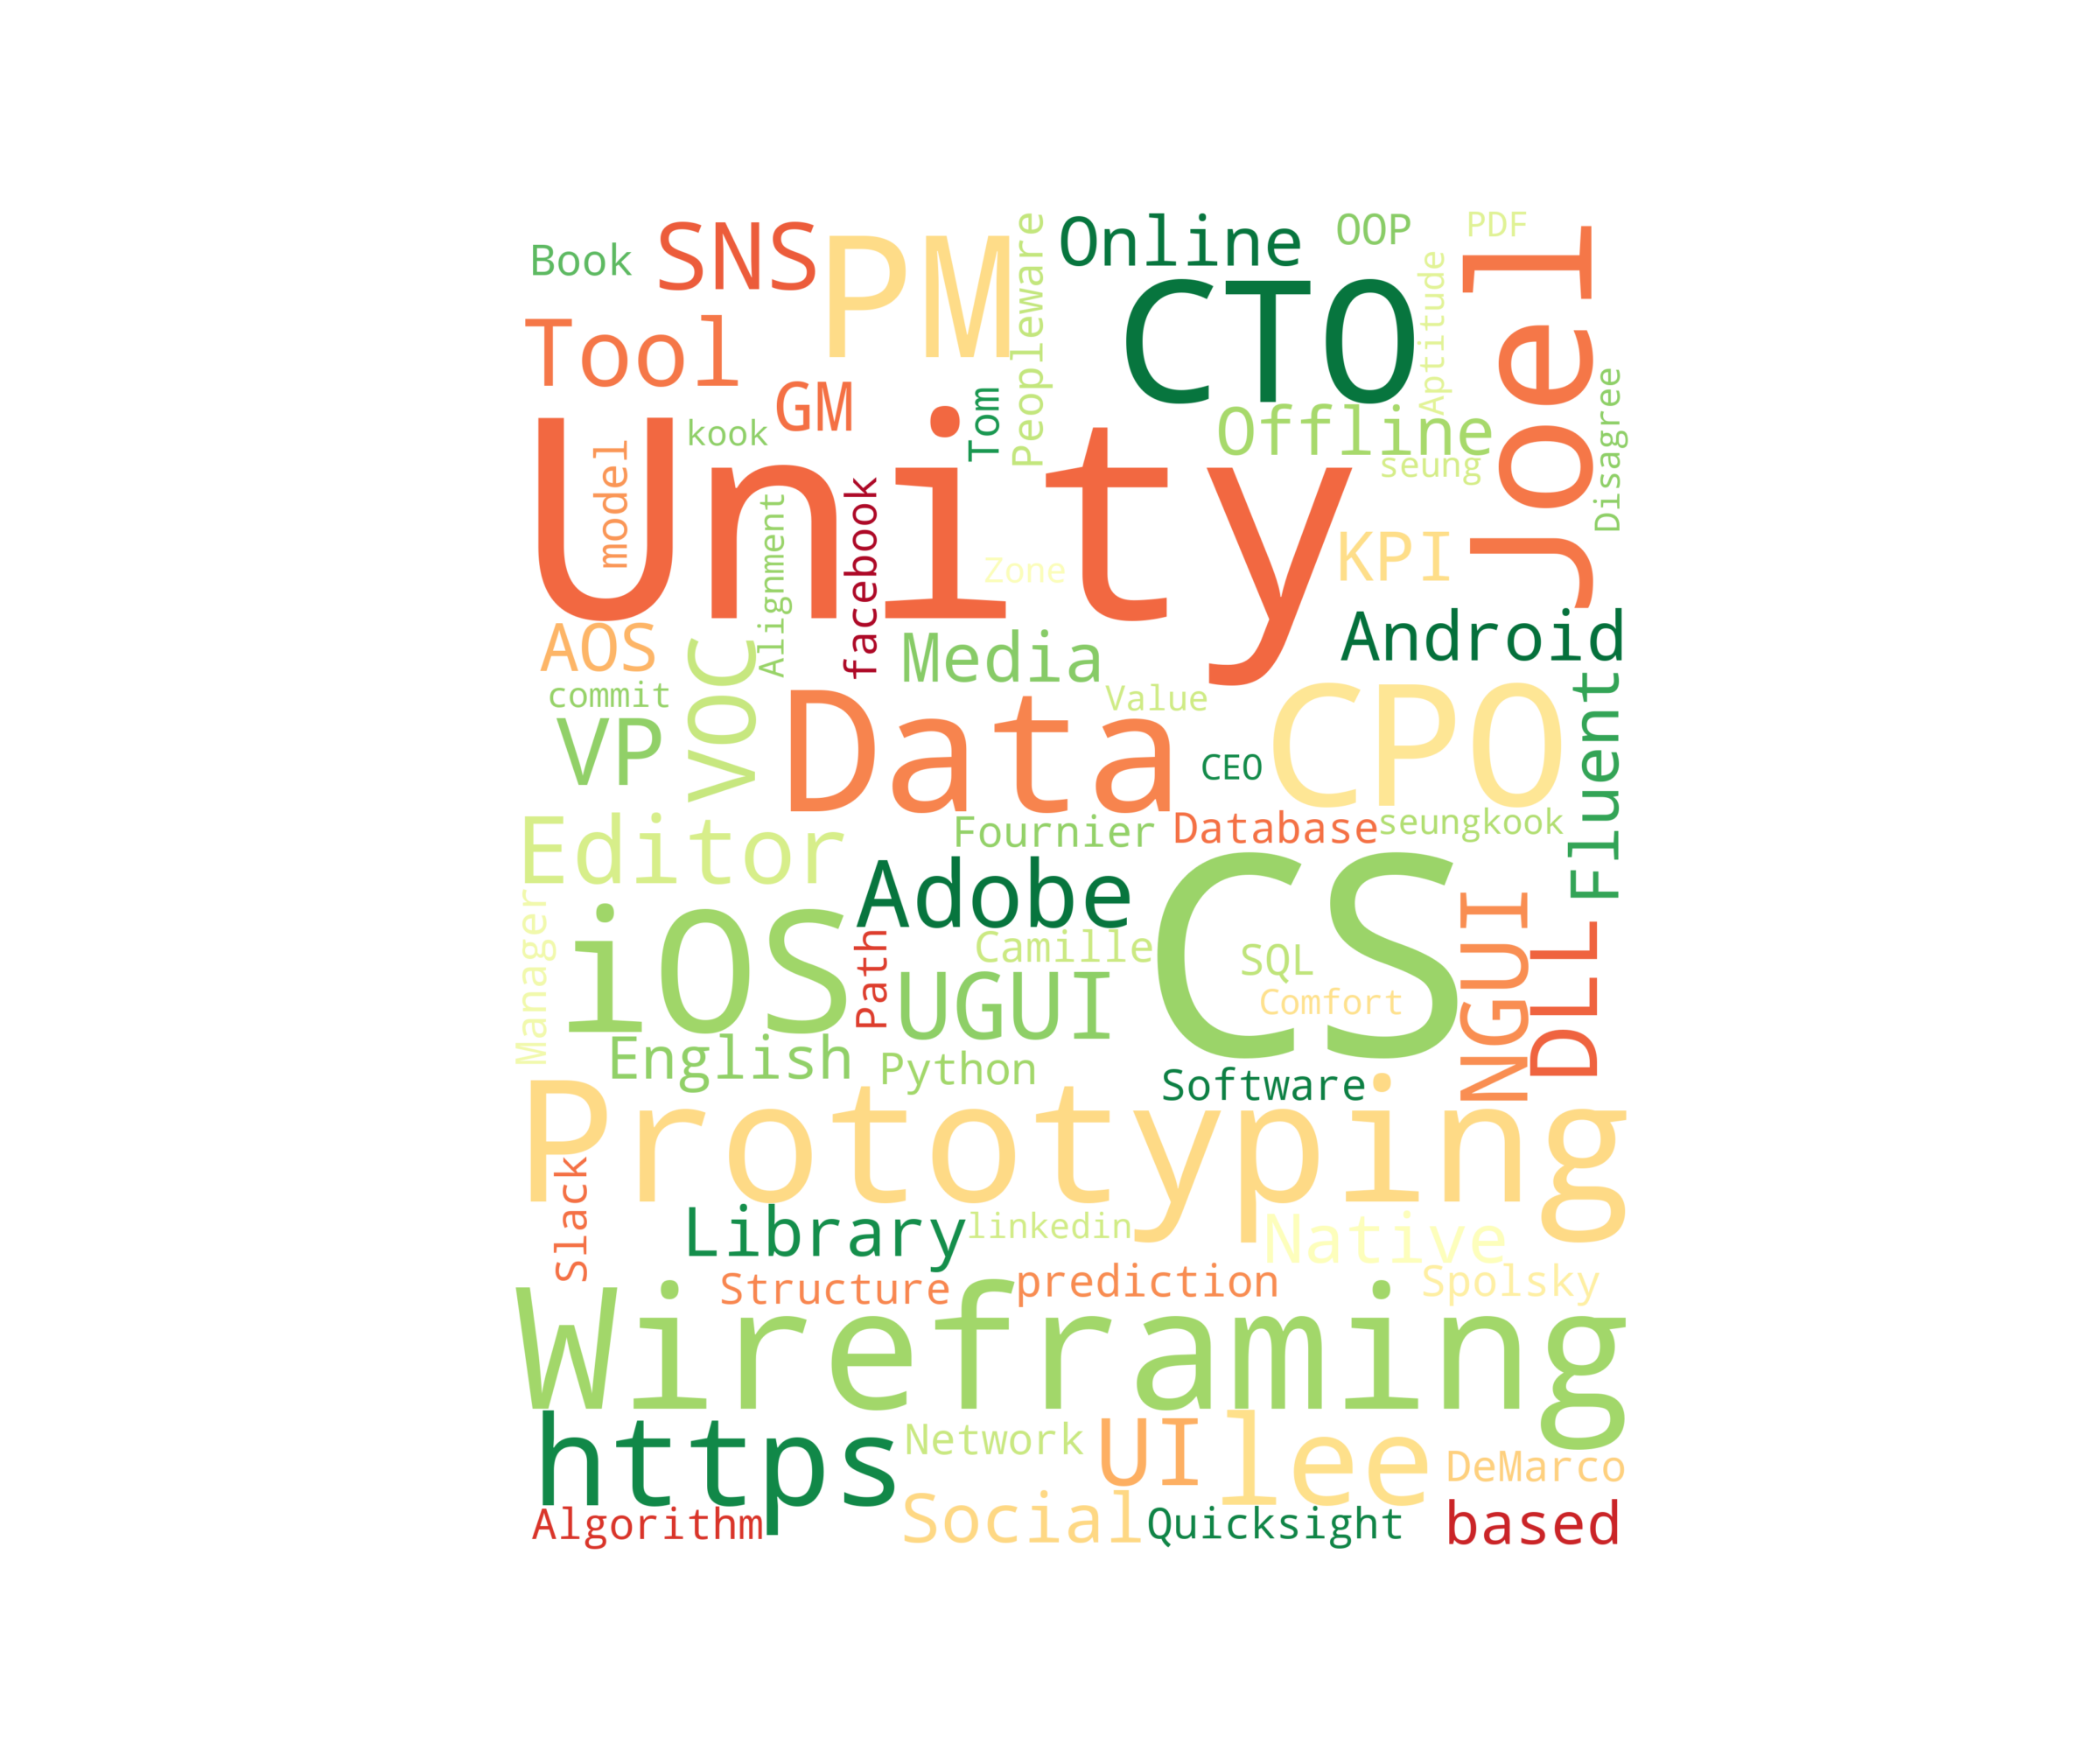 Book
SNS
PM
Peopleware
Online
OOP
PDF
Joel
Tool
CTO
Aptitude
GM
Tom
Disagree
kook
Offline
seung
Unity
model
Alignment
facebook
Zone
KPI
AOS
VOC
Media
Android
commit
Value
VP
Data
CEO
CPO
Fluent
Editor
Fournier
Database
seungkook
Adobe
CS
Manager
iOS
Path
Camille
SQL
NGUI
DLL
UGUI
Comfort
English
Python
Software
Prototyping
Slack
Library
linkedin
Native
Structure
prediction
Spolsky
Wireframing
https
Network
UI
lee
DeMarco
Algorithm
Social
Quicksight
based